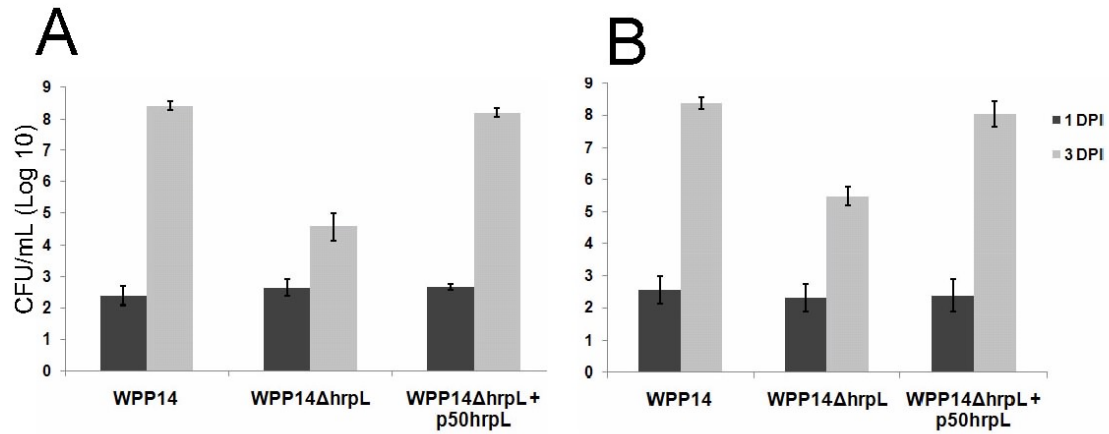 A
CFU/mL (Log 10)
9
8
7
6
5
4
3
2
1
0
WPP14
WPP14ΔhrpL
WPP14ΔhrpL +
p50hrpL
B
9
8
7
6
5
4
3
2
1
0
WPP14
WPP14ΔhrpL
WPP14ΔhrpL +
p50hrpL
1 DPI
3 DPI